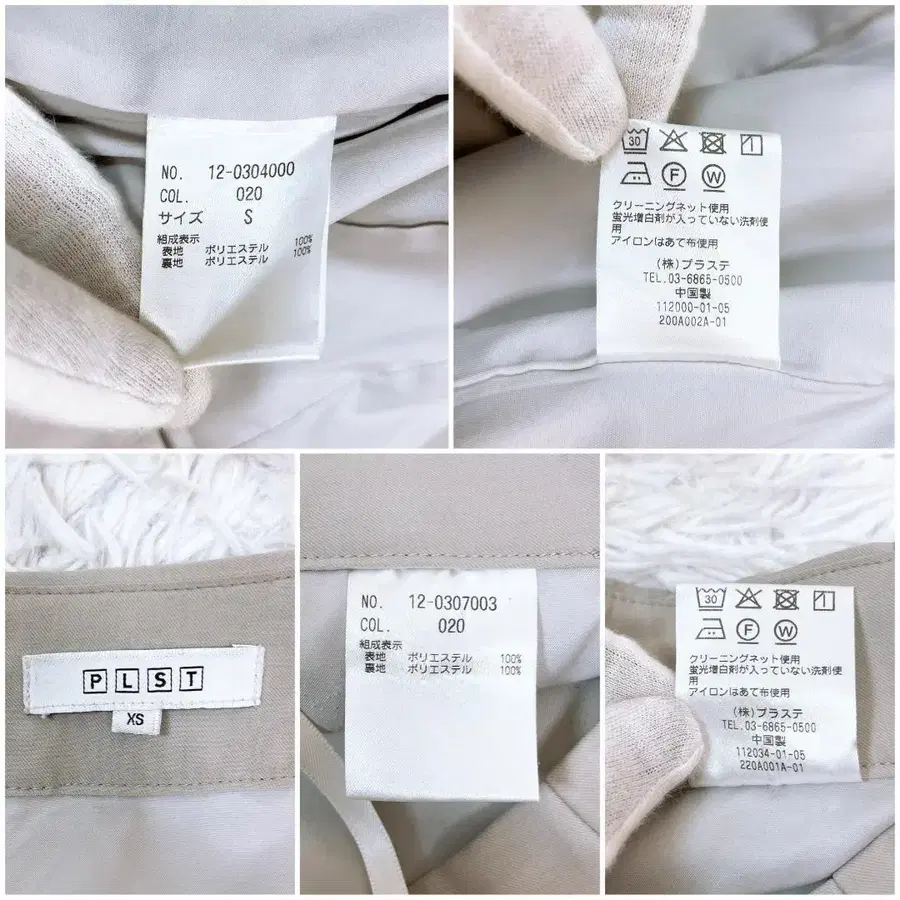 NO. 12-0304000
COL. 020
サイズ S
組成表示
表地 ポリエステル 100%
裏地 ポリエステル 100%
30
F W
クリーニングネット使用
蛍光増白剤が入っていない洗剤使
用
アイロンはあて布使用
(株)プラステ
TEL.03-6865-0500
中国製
112000-01-05
200A002A-01
PLST
XS
NO. 12-0307003
COL. 020
組成表示
表地 ポリエステル 100%
裏地 ポリエステル 100%
30
F W
クリーニングネット使用
蛍光増白剤が入っていない洗剤使
用
アイロンはあて布使用
(株)プラステ
TEL.03-6865-0500
中国製
112034-01-05
220A001A-01